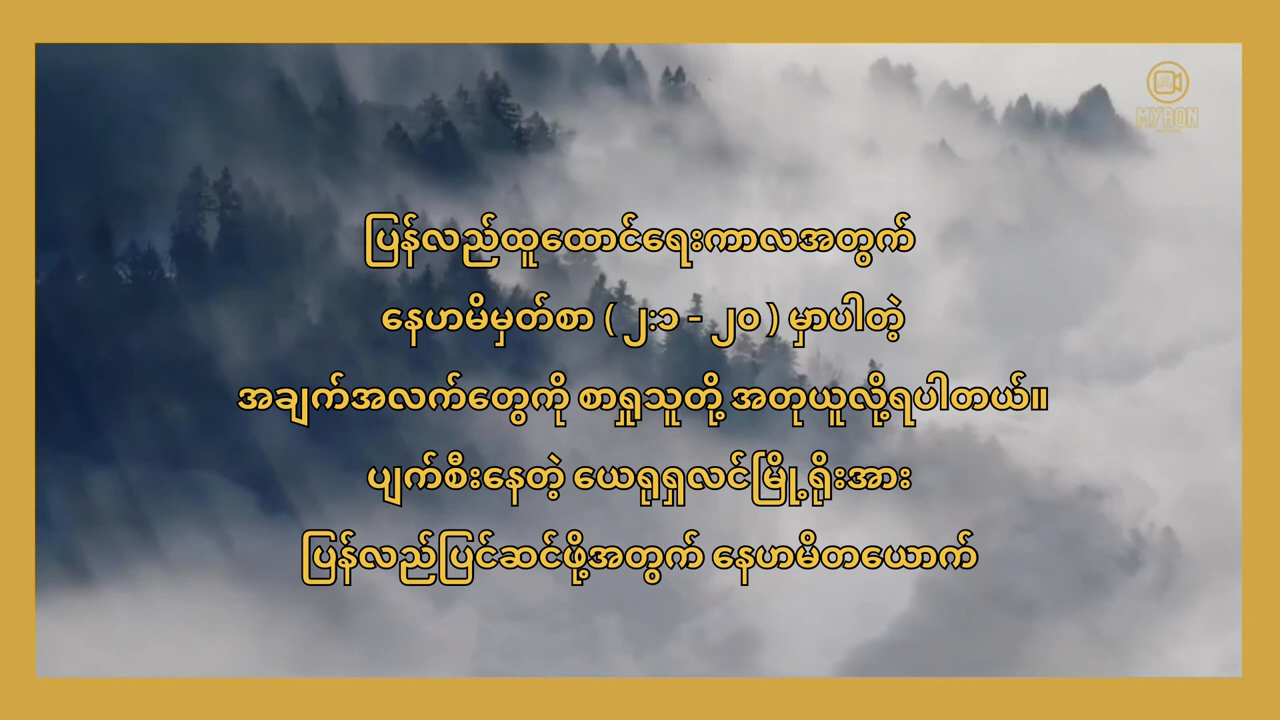 MYRON
ပြန်လည်ထူထောင်ရေးကာလအတွက်
နေဟမိမှတ်စာ ( ၂:၁ - ၂၀ ) မှာပါတဲ့
အချက်အလက်တွေကို စာရှုသူတို့ အတုယူလို့ရပါတယ်။
ပျက်စီးနေတဲ့ ယေရုရှလင်မြို့ရိုးအား
ပြန်လည်ပြင်ဆင်ဖို့အတွက် နေဟမိတယောက်